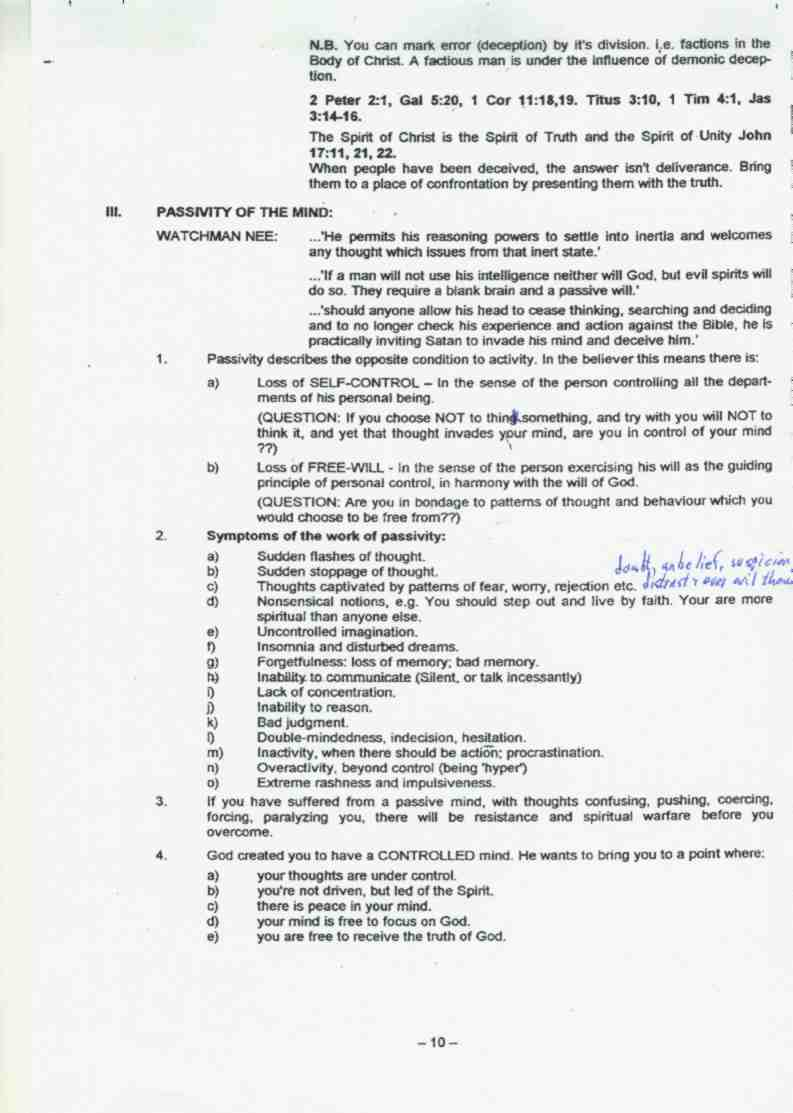 N.B. You can mark error (deception) by it's division. i.e. factions in the
Body of Christ. A factious man is under the influence of demonic decep-
tion.
2 Peter 2:1, Gal 5:20, 1 Cor 11:18,19. Titus 3:10, 1 Tim 4:1, Jas
3:14-16.
The Spirit of Christ is the Spirit of Truth and the Spirit of Unity John
17:11, 21, 22.
When people have been deceived, the answer isn't deliverance. Bring
them to a place of confrontation by presenting them with the truth.
III. PASSIVITY OF THE MIND:
WATCHMAN NEE: ...'He permits his reasoning powers to settle into inertia and welcomes
any thought which issues from that inert state.'
...'If a man will not use his intelligence neither will God, but evil spirits will
do so. They require a blank brain and a passive will.'
...'should anyone allow his head to cease thinking, searching and deciding
and to no longer check his experience and action against the Bible, he is
practically inviting Satan to invade his mind and deceive him.'
1. Passivity describes the opposite condition to activity. In the believer this means there is:
a) Loss of SELF-CONTROL – In the sense of the person controlling all the depart-
ments of his personal being.
(QUESTION: If you choose NOT to think something, and try with you will NOT to
think it, and yet that thought invades your mind, are you in control of your mind
??)
b) Loss of FREE-WILL - In the sense of the person exercising his will as the guiding
principle of personal control, in harmony with the will of God.
(QUESTION: Are you in bondage to patterns of thought and behaviour which you
would choose to be free from??)
2. Symptoms of the work of passivity:
a) Sudden flashes of thought.
b) Sudden stoppage of thought. doubt, unbelief, suspicion,
c) Thoughts captivated by patterns of fear, worry, rejection etc. distrust + even evil
d) Nonsensical notions, e.g. You should step out and live by faith. Your are more
spiritual than anyone else.
e) Uncontrolled imagination.
f) Insomnia and disturbed dreams.
g) Forgetfulness: loss of memory; bad memory.
h) Inability to communicate (Silent, or talk incessantly)
i) Lack of concentration.
j) Inability to reason.
k) Bad judgment.
l) Double-mindedness, indecision, hesitation.
m) Inactivity, when there should be action; procrastination.
n) Overactivity, beyond control (being 'hyper')
o) Extreme rashness and impulsiveness.
3. If you have suffered from a passive mind, with thoughts confusing, pushing, coercing,
forcing, paralyzing you, there will be resistance and spiritual warfare before you
overcome.
4. God created you to have a CONTROLLED mind. He wants to bring you to a point where:
a) your thoughts are under control.
b) you're not driven, but led of the Spirit.
c) there is peace in your mind.
d) your mind is free to focus on God.
e) you are free to receive the truth of God.
– 10 –